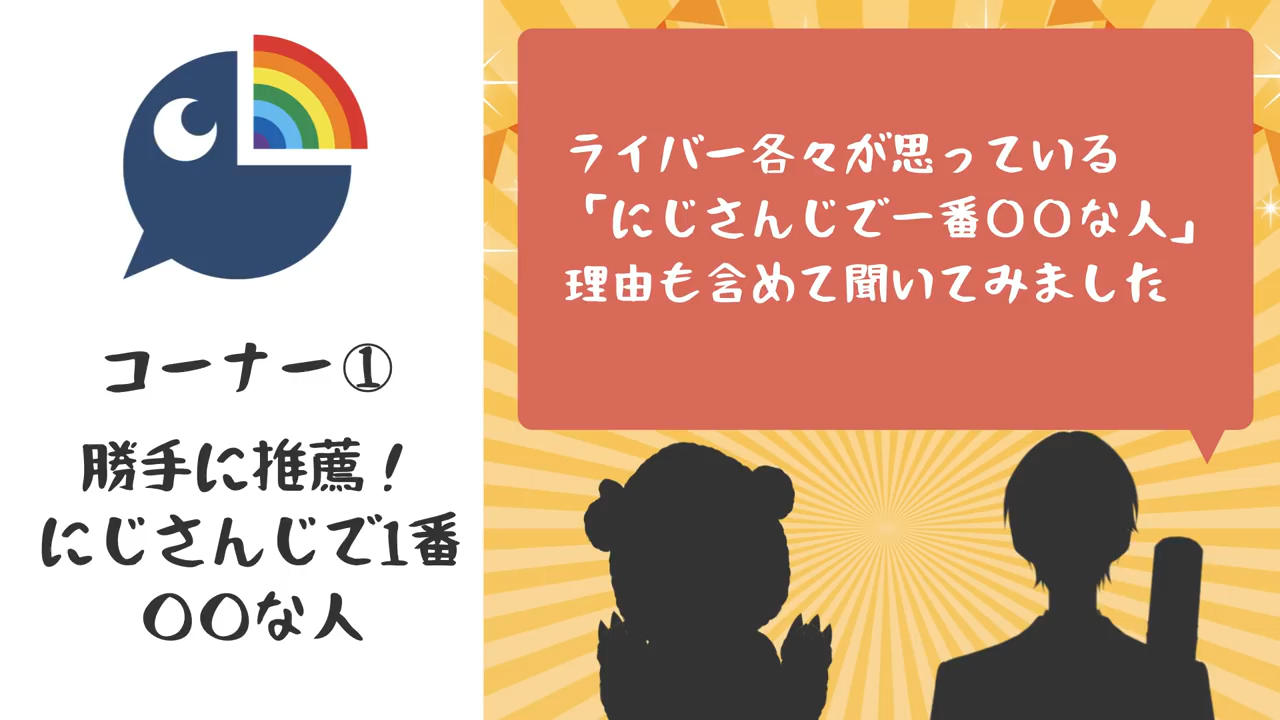 コーナー①
勝手に推薦！
にじさんじで1番
〇〇な人
ライバー各々が思っている
「にじさんじで一番〇〇な人」
理由も含めて聞いてみました